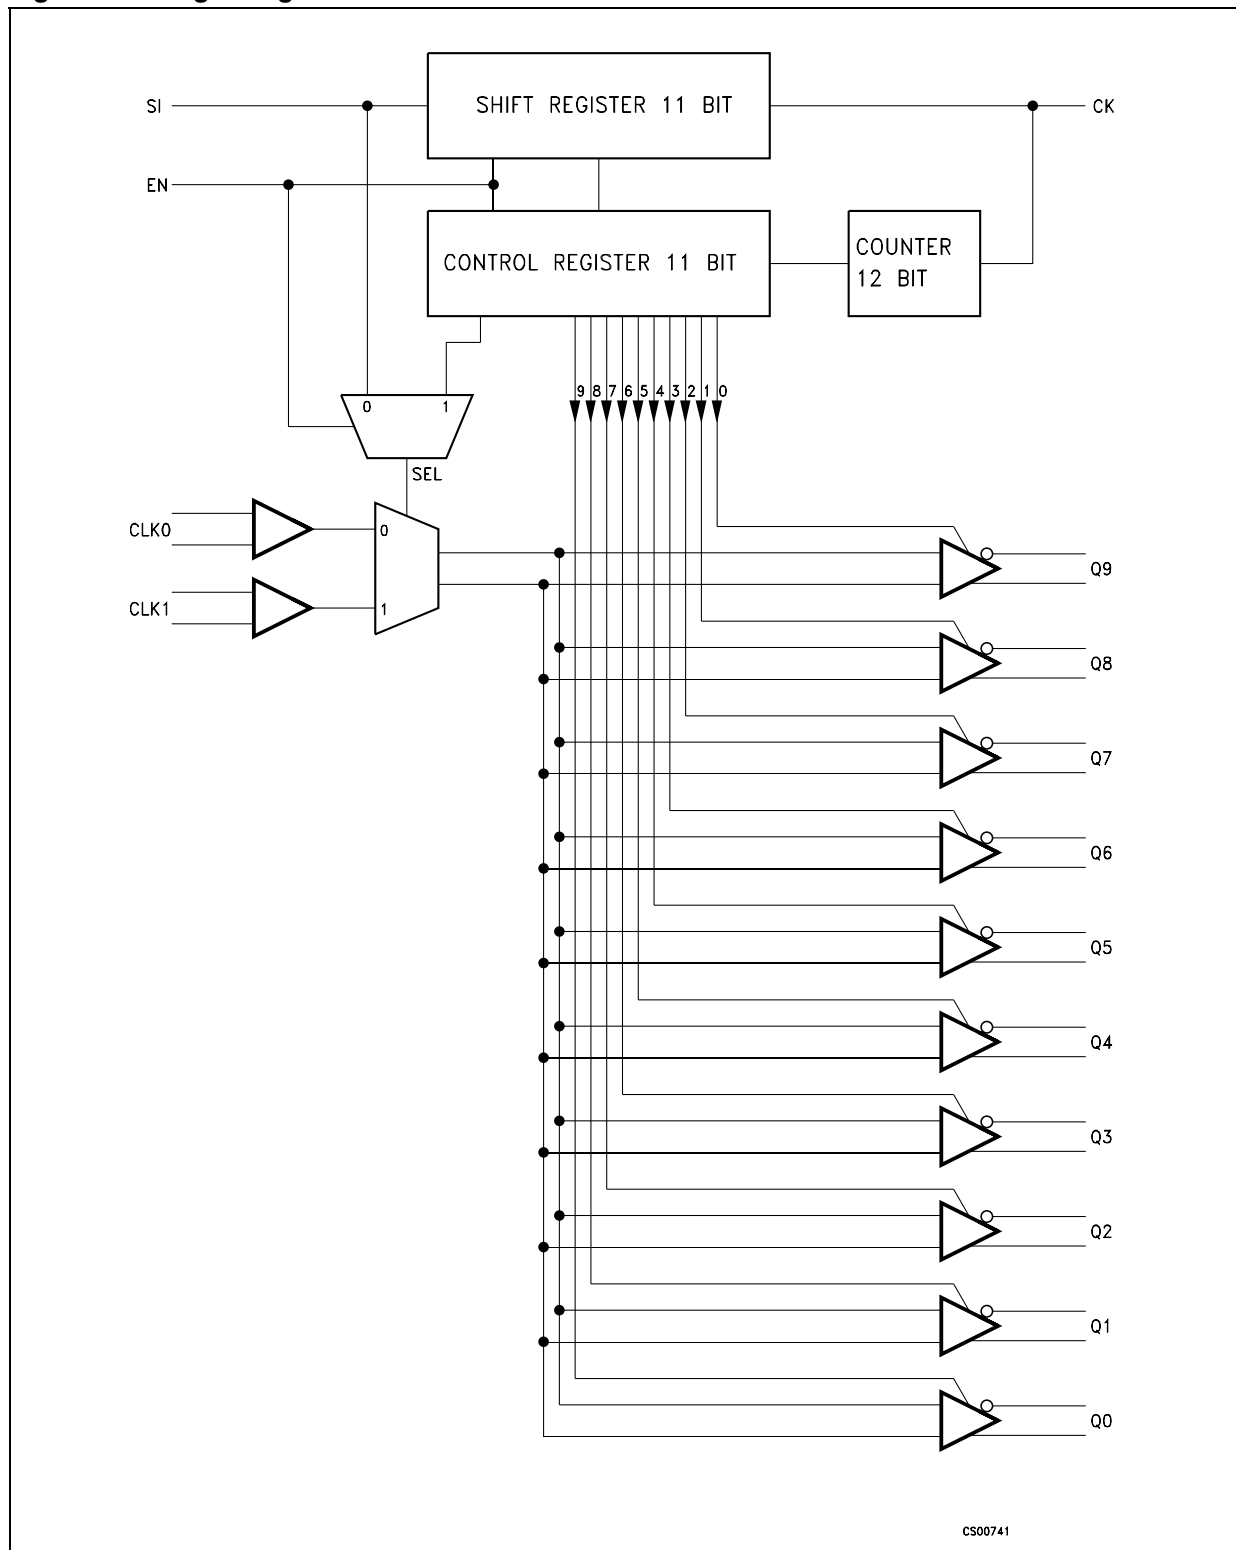 SI
SHIFT REGISTER 11 BIT
CK
EN
CONTROL REGISTER 11 BIT
COUNTER
12 BIT
9 8 7 6 5 4 3 2 1 0
0 1
SEL
CLK0
0
CLK1
1
Q9
Q8
Q7
Q6
Q5
Q4
Q3
Q2
Q1
Q0
CS00741